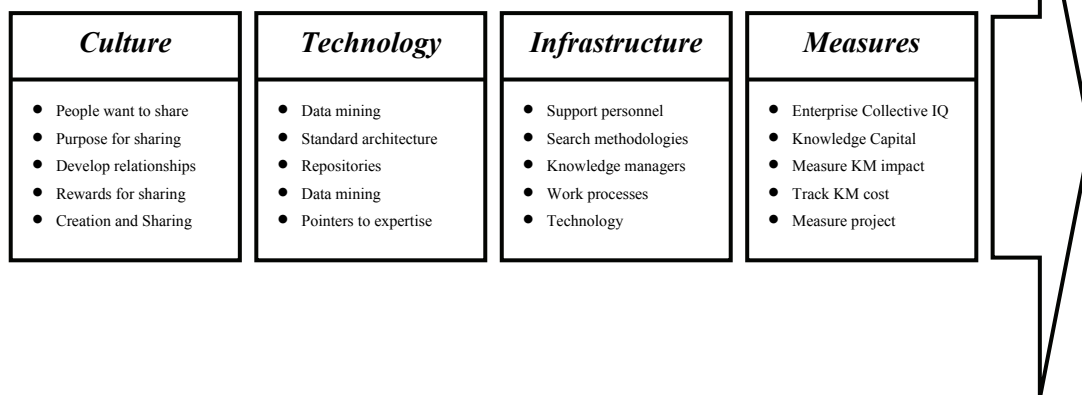 Culture
People want to share
Purpose for sharing
Develop relationships
Rewards for sharing
Creation and Sharing
Technology
Data mining
Standard architecture
Repositories
Data mining
Pointers to expertise
Infrastructure
Support personnel
Search methodologies
Knowledge managers
Work processes
Technology
Measures
Enterprise Collective IQ
Knowledge Capital
Measure KM impact
Track KM cost
Measure project